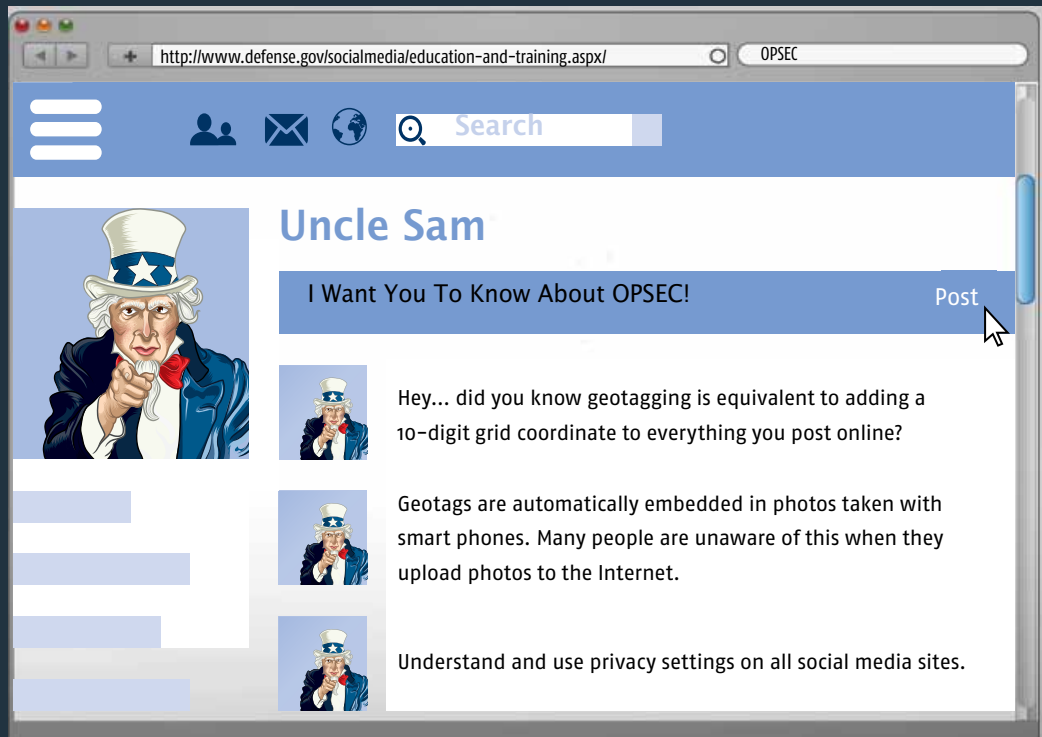 http://www.defense.gov/socialmedia/education-and-training.aspx/
OPSEC
Search
Uncle Sam
I Want You To Know About OPSEC!
Post
Hey... did you know geotagging is equivalent to adding a
10-digit grid coordinate to everything you post online?
Geotags are automatically embedded in photos taken with
smart phones. Many people are unaware of this when they
upload photos to the Internet.
Understand and use privacy settings on all social media sites.